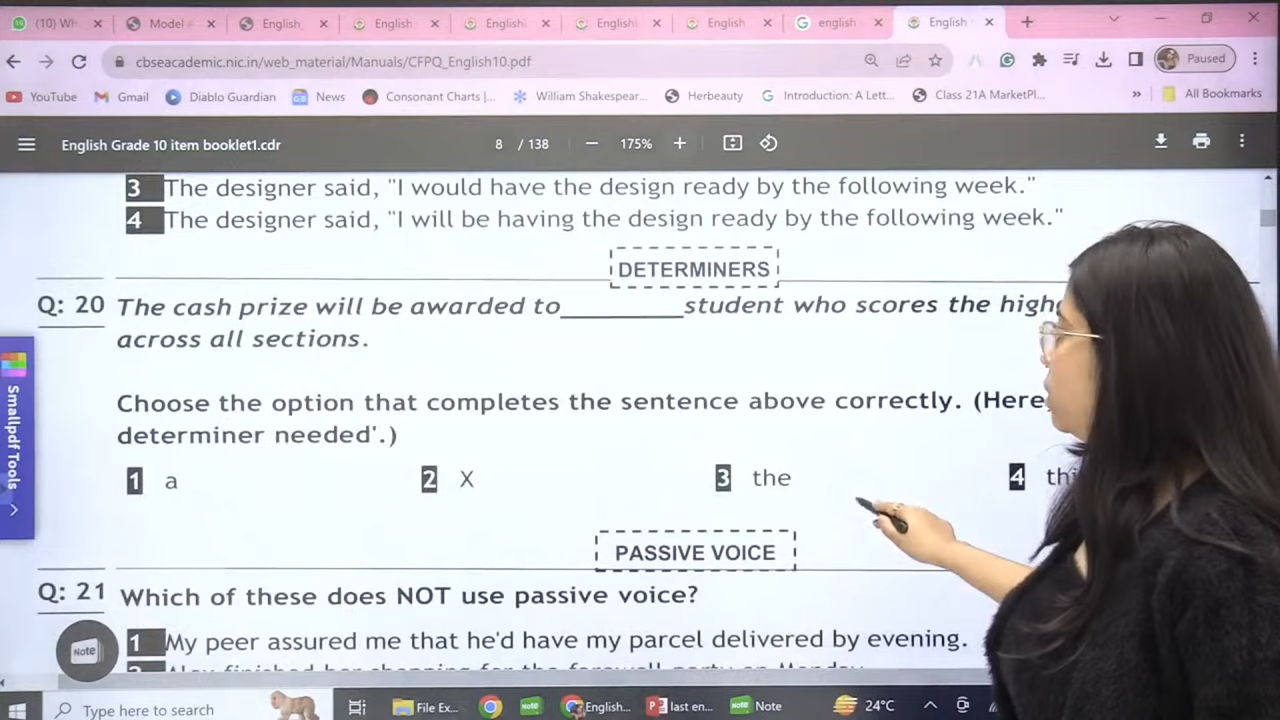 (10) Wh
Model
English
English
English
English
English
english
English
cbseacademic.nic.in/web_material/Manuals/CFPQ_English10.pdf
Paused
YouTube
Gmail
Diablo Guardian
News
Consonant Charts |...
William Shakespear...
Herbeauty
Introduction: A Lett...
Class 21A MarketPl...
»
All Bookmarks
English Grade 10 item booklet1.cdr
8 / 138
175%
3 The designer said, "I would have the design ready by the following week."
4 The designer said, "I will be having the design ready by the following week."
DETERMINERS
Q: 20 The cash prize will be awarded to_________student who scores the high
across all sections.
Choose the option that completes the sentence above correctly. (Here
determiner needed'.)
1 a 2 X 3 the 4 thi
PASSIVE VOICE
Q: 21 Which of these does NOT use passive voice?
1 My peer assured me that he'd have my parcel delivered by evening.
Smallpdf Tools
Note
Type here to search
File Ex...
English...
last en...
Note
24°C